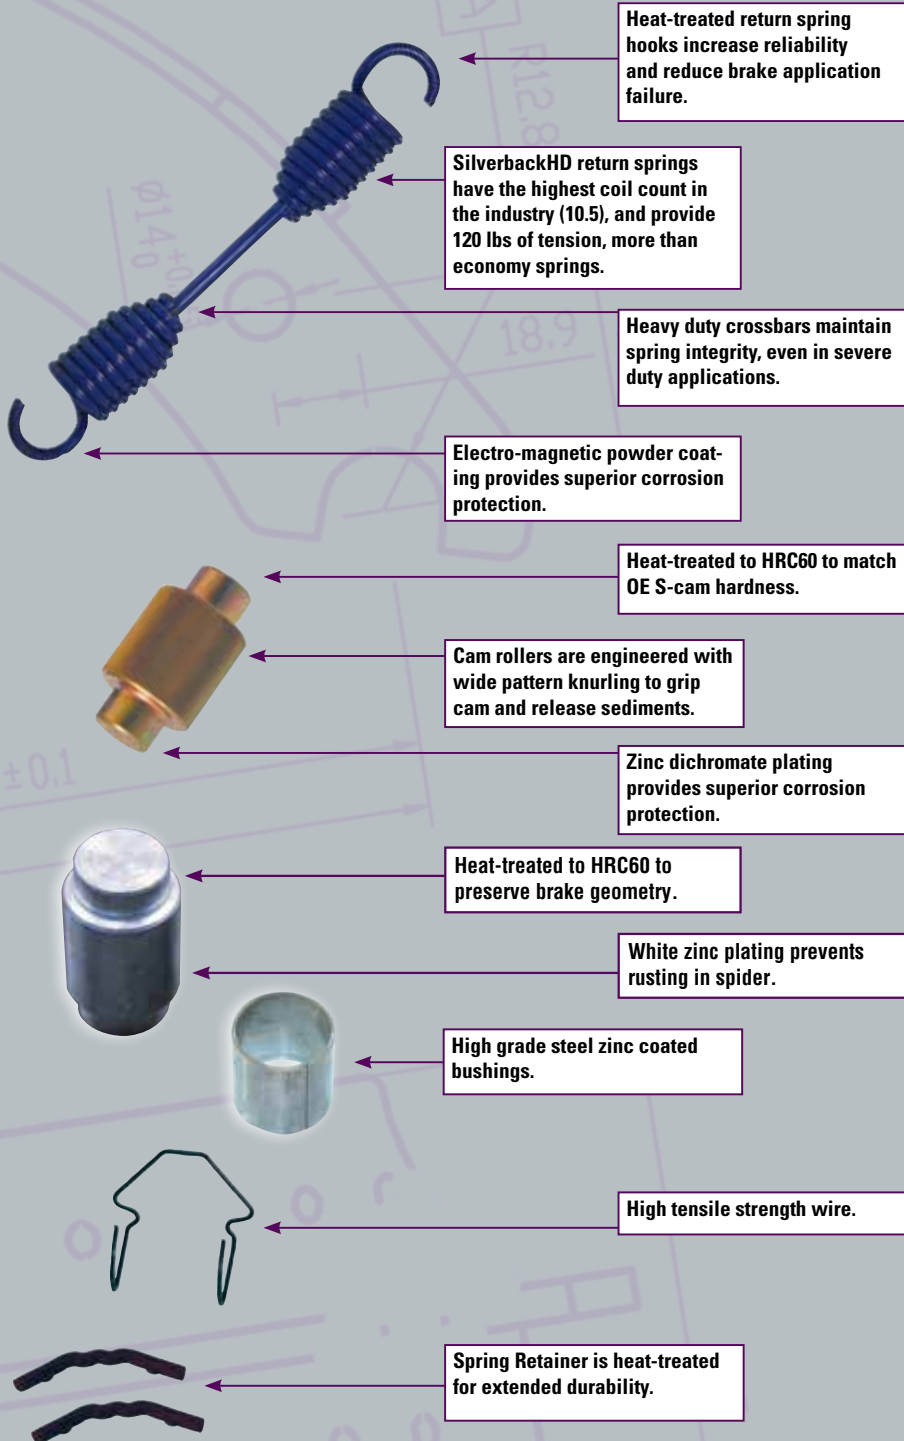 Heat-treated return spring
hooks increase reliability
and reduce brake application
failure.
R12,8
SilverbackHD return springs
have the highest coil count in
the industry (10.5), and provide
120 lbs of tension, more than
economy springs.
Heavy duty crossbars maintain
spring integrity, even in severe
duty applications.
18,9
Electro-magnetic powder coat-
ing provides superior corrosion
protection.
Heat-treated to HRC60 to match
OE S-cam hardness.
Cam rollers are engineered with
wide pattern knurling to grip
cam and release sediments.
Zinc dichromate plating
provides superior corrosion
protection.
±0,1
Heat-treated to HRC60 to
preserve brake geometry.
White zinc plating prevents
rusting in spider.
High grade steel zinc coated
bushings.
High tensile strength wire.
Spring Retainer is heat-treated
for extended durability.